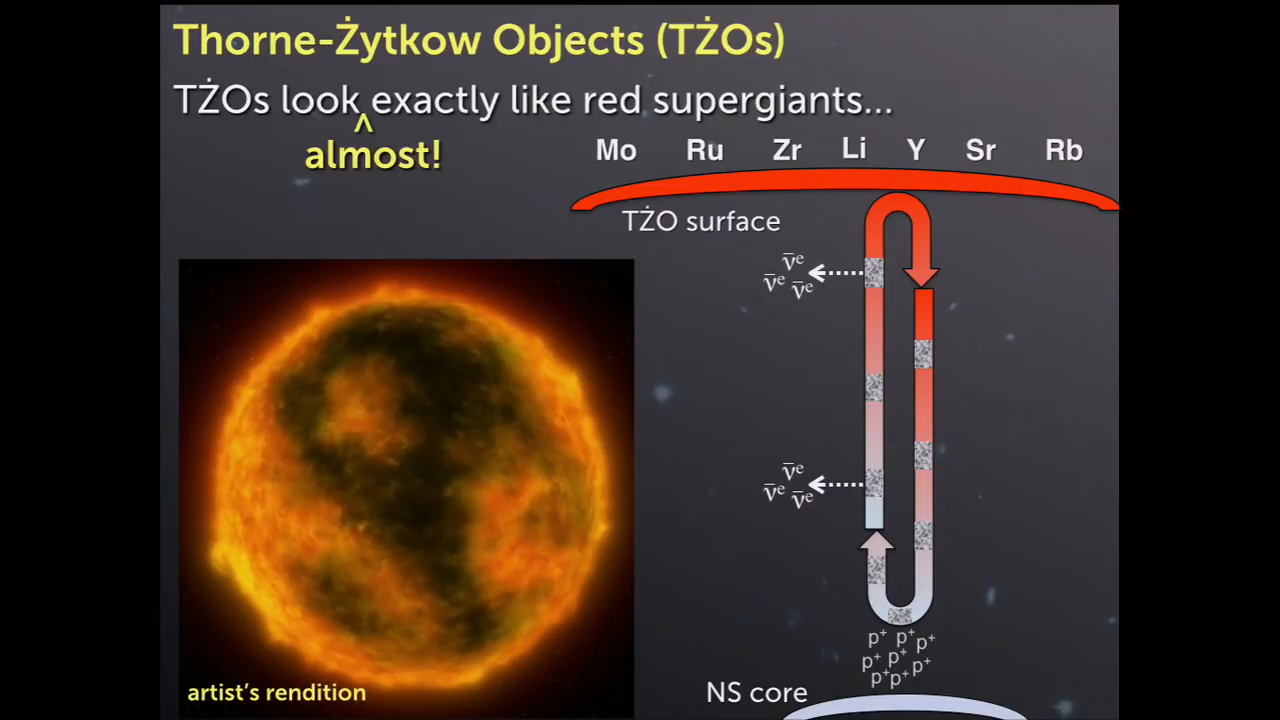 Thorne-Żytkow Objects (TŻOs)
TŻOs look exactly like red supergiants...
^
almost!
Mo Ru Zr Li Y Sr Rb
TŻO surface
ν̅e
ν̅e ν̅e
ν̅e
ν̅e ν̅e
p+ p+ p+
p+ p+ p+
p+ p+
NS core
artist's rendition